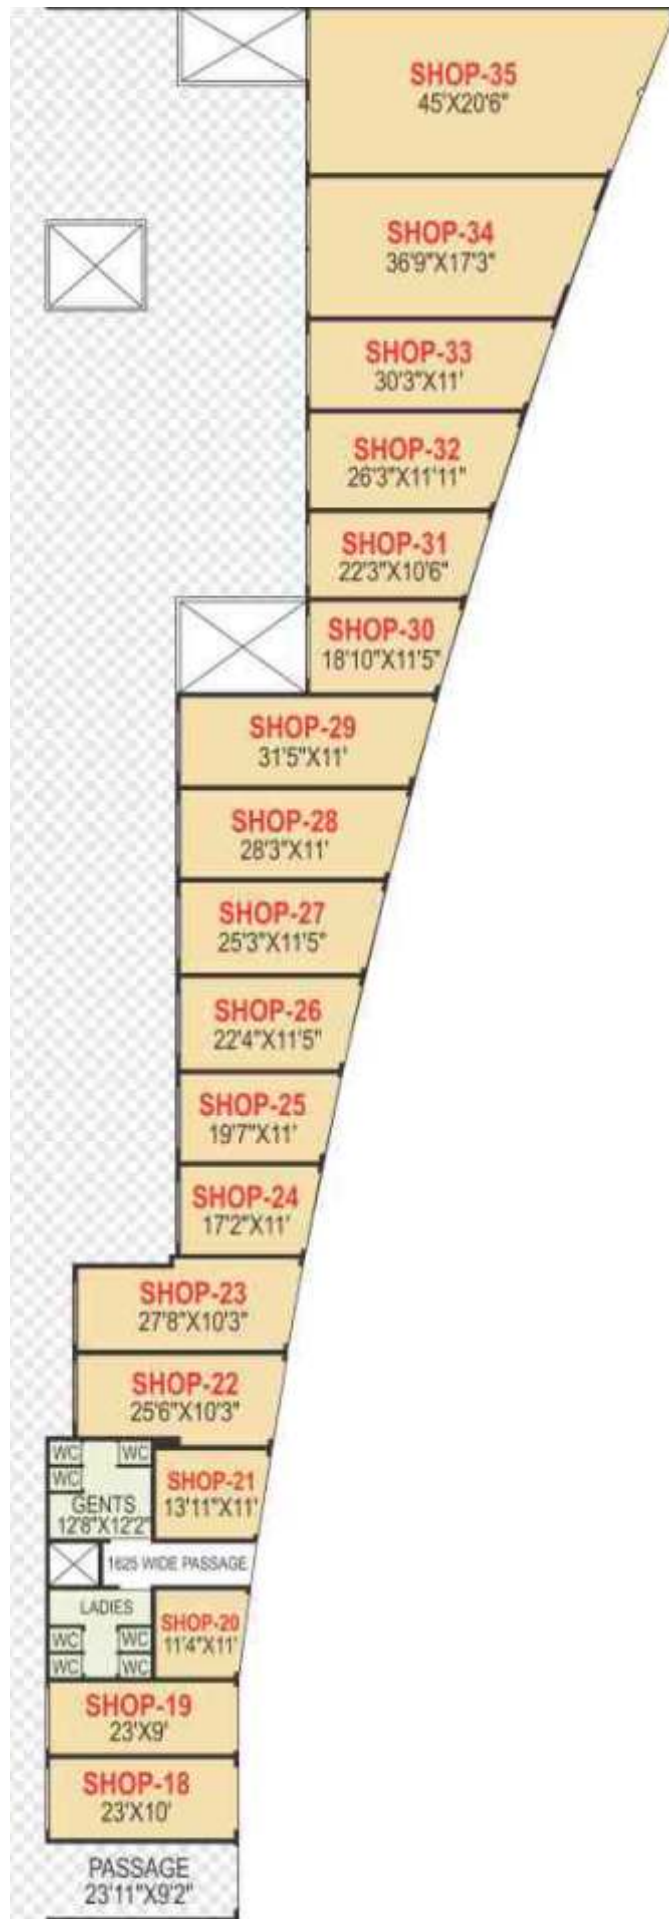 SHOP-35
45'X20'6"
SHOP-34
36'9"X17'3"
SHOP-33
30'3"X11'
SHOP-32
26'3"X11'11"
SHOP-31
22'3"X10'6"
SHOP-30
18'10"X11'5"
SHOP-29
31'5"X11'
SHOP-28
28'3"X11'
SHOP-27
25'3"X11'5"
SHOP-26
22'4"X11'5"
SHOP-25
19'7"X11'
SHOP-24
17'2"X11'
SHOP-23
27'8"X10'3"
SHOP-22
25'6"X10'3"
WC WC
WC
SHOP-21
13'11"X11'
GENTS
12'8"X12'2"
1625 WIDE PASSAGE
LADIES
SHOP-20
11'4"X11'
WC WC
WC WC
SHOP-19
23'X9'
SHOP-18
23'X10'
PASSAGE
23'11"X9'2"